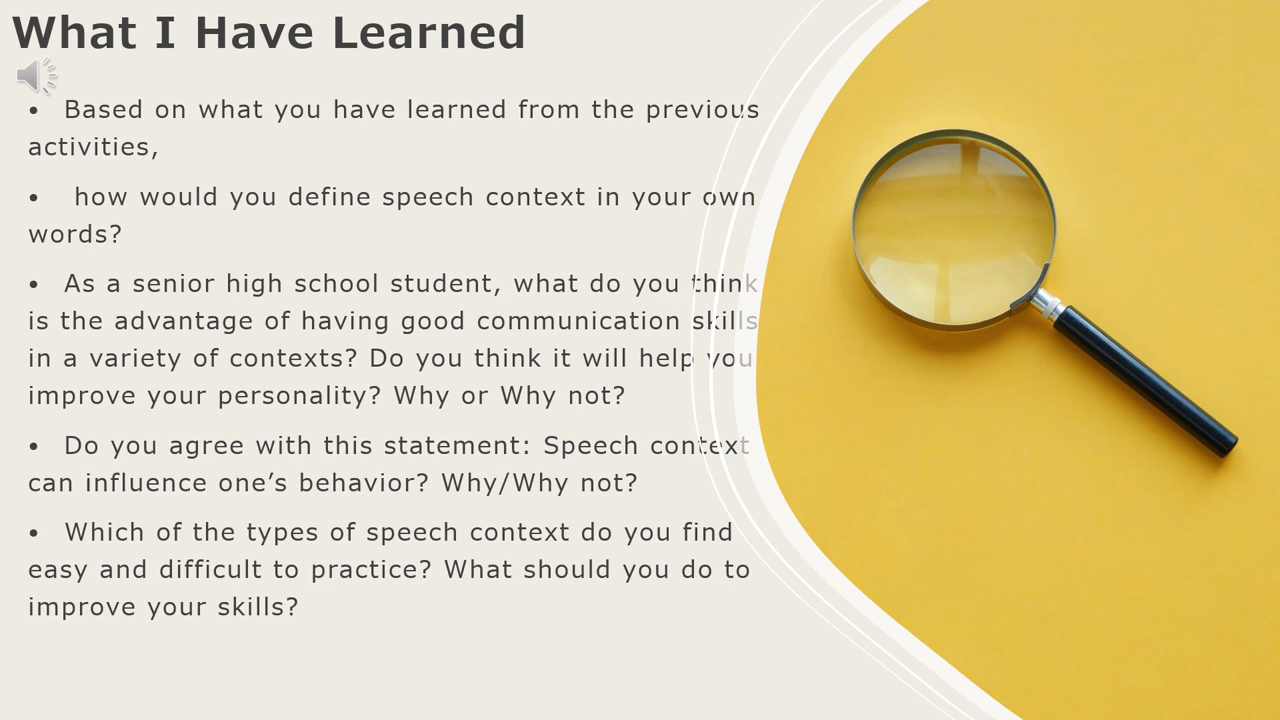 What I Have Learned
• Based on what you have learned from the previous
activities,
• how would you define speech context in your own
words?
• As a senior high school student, what do you think
is the advantage of having good communication skills
in a variety of contexts? Do you think it will help you
improve your personality? Why or Why not?
• Do you agree with this statement: Speech context
can influence one’s behavior? Why/Why not?
• Which of the types of speech context do you find
easy and difficult to practice? What should you do to
improve your skills?